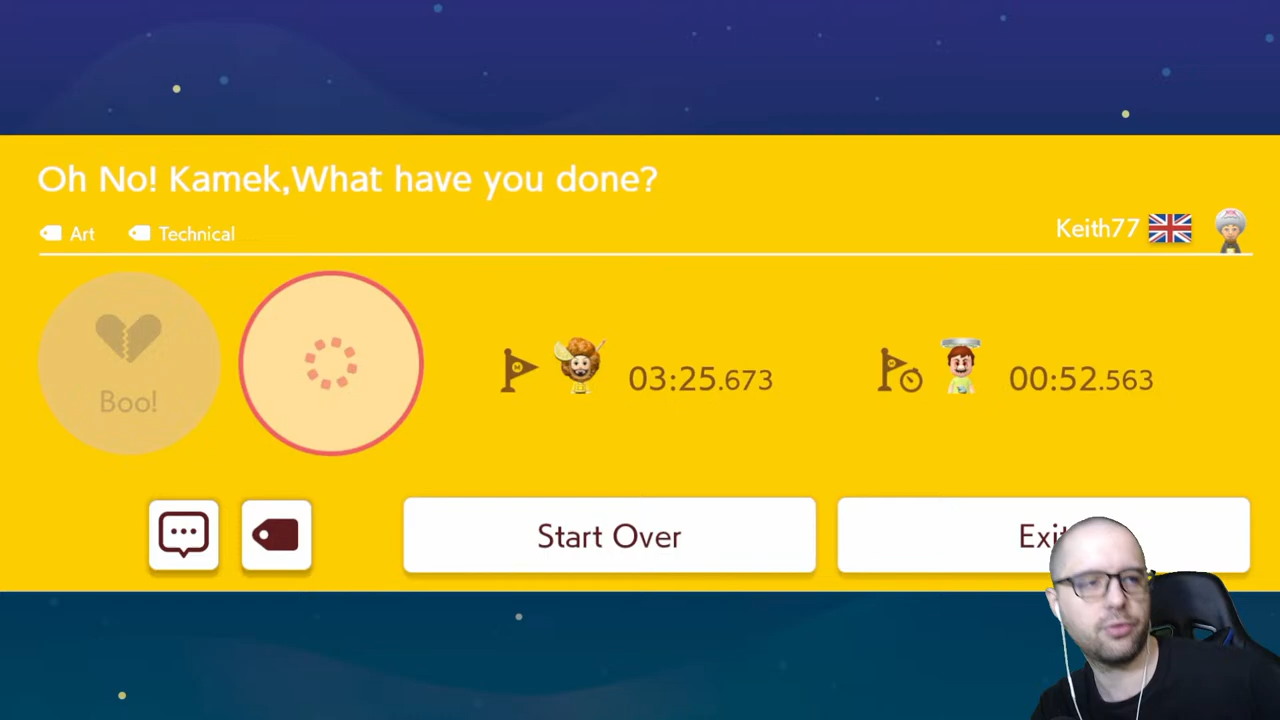 Oh No! Kamek,What have you done?
Art Technical
Keith77
Boo!
03:25.673
00:52.563
Start Over
Exit